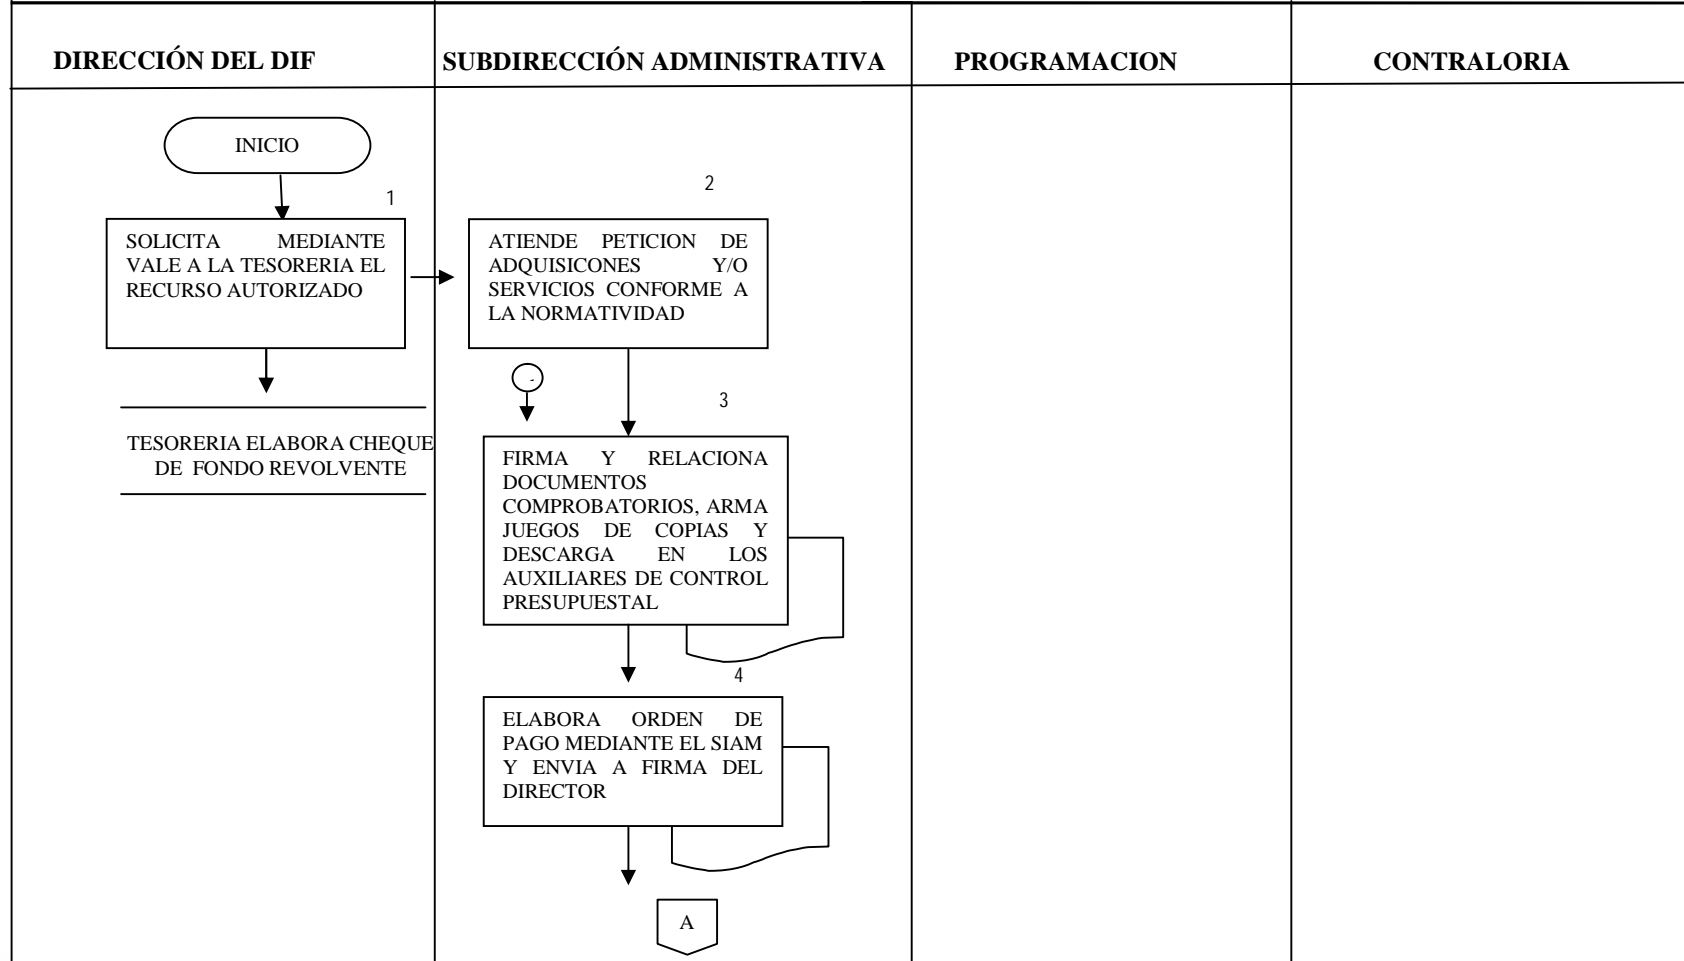 DIRECCIÓN DEL DIF
SUBDIRECCIÓN ADMINISTRATIVA
PROGRAMACION
CONTRALORIA
INICIO
1
SOLICITA MEDIANTE
VALE A LA TESORERIA EL
RECURSO AUTORIZADO
TESORERIA ELABORA CHEQUE
DE FONDO REVOLVENTE
2
ATIENDE PETICION DE
ADQUISICONES Y/O
SERVICIOS CONFORME A
LA NORMATIVIDAD
3
FIRMA Y RELACIONA
DOCUMENTOS
COMPROBATORIOS, ARMA
JUEGOS DE COPIAS Y
DESCARGA EN LOS
AUXILIARES DE CONTROL
PRESUPUESTAL
4
ELABORA ORDEN DE
PAGO MEDIANTE EL SIAM
Y ENVIA A FIRMA DEL
DIRECTOR
A